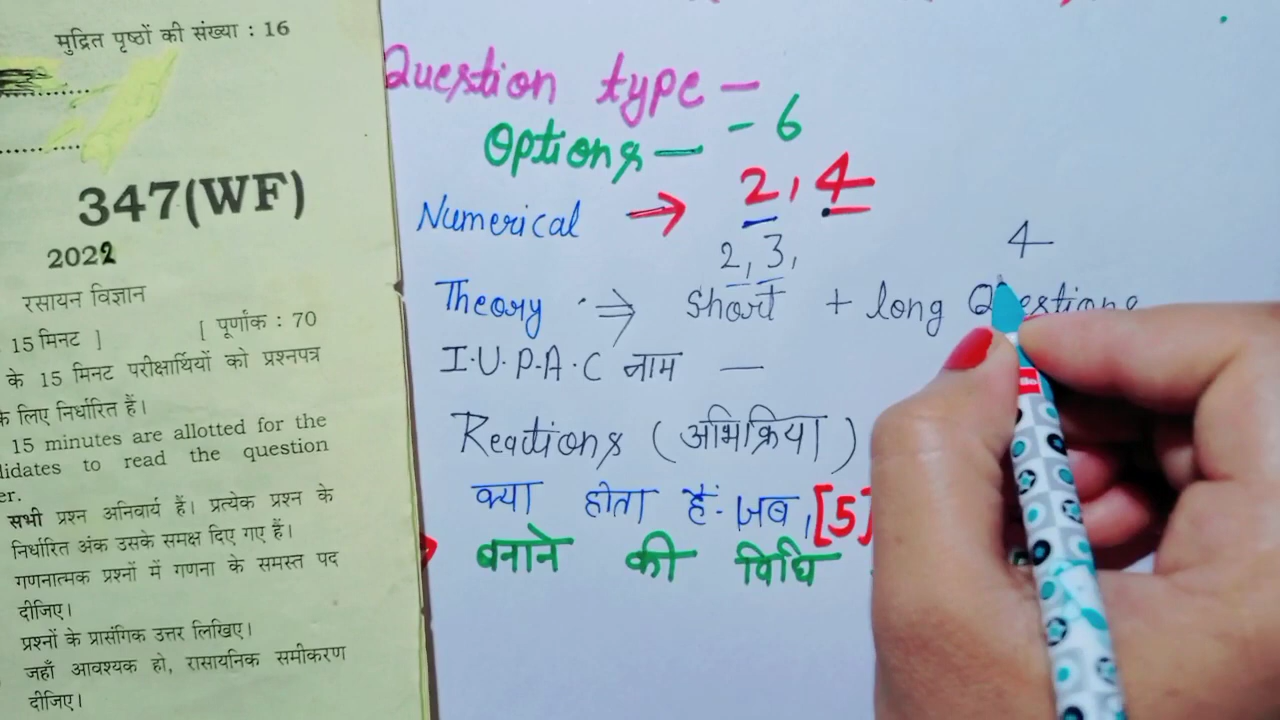 मुद्रित पृष्ठों की संख्या : 16
347(WF)
2022
रसायन विज्ञान
15 मिनट ] [ पूर्णांक : 70
के 15 मिनट परीक्षार्थियों को प्रश्नपत्र
के लिए निर्धारित हैं।
15 minutes are allotted for the
didates to read the question
er.
सभी प्रश्न अनिवार्य हैं। प्रत्येक प्रश्न के
निर्धारित अंक उसके समक्ष दिए गए हैं।
गणनात्मक प्रश्नों में गणना के समस्त पद
दीजिए।
प्रश्नों के प्रासंगिक उत्तर लिखिए।
जहाँ आवश्यक हो, रासायनिक समीकरण
दीजिए।
Question type –
Options – – 6
Numerical → 2, 4
2, 3, 4
Theory ⇒ Short + long Questions
I.U.P.A.C नाम —
Reactions (अभिक्रिया)
क्या होता है- जब, [5]
बनाने की विधि